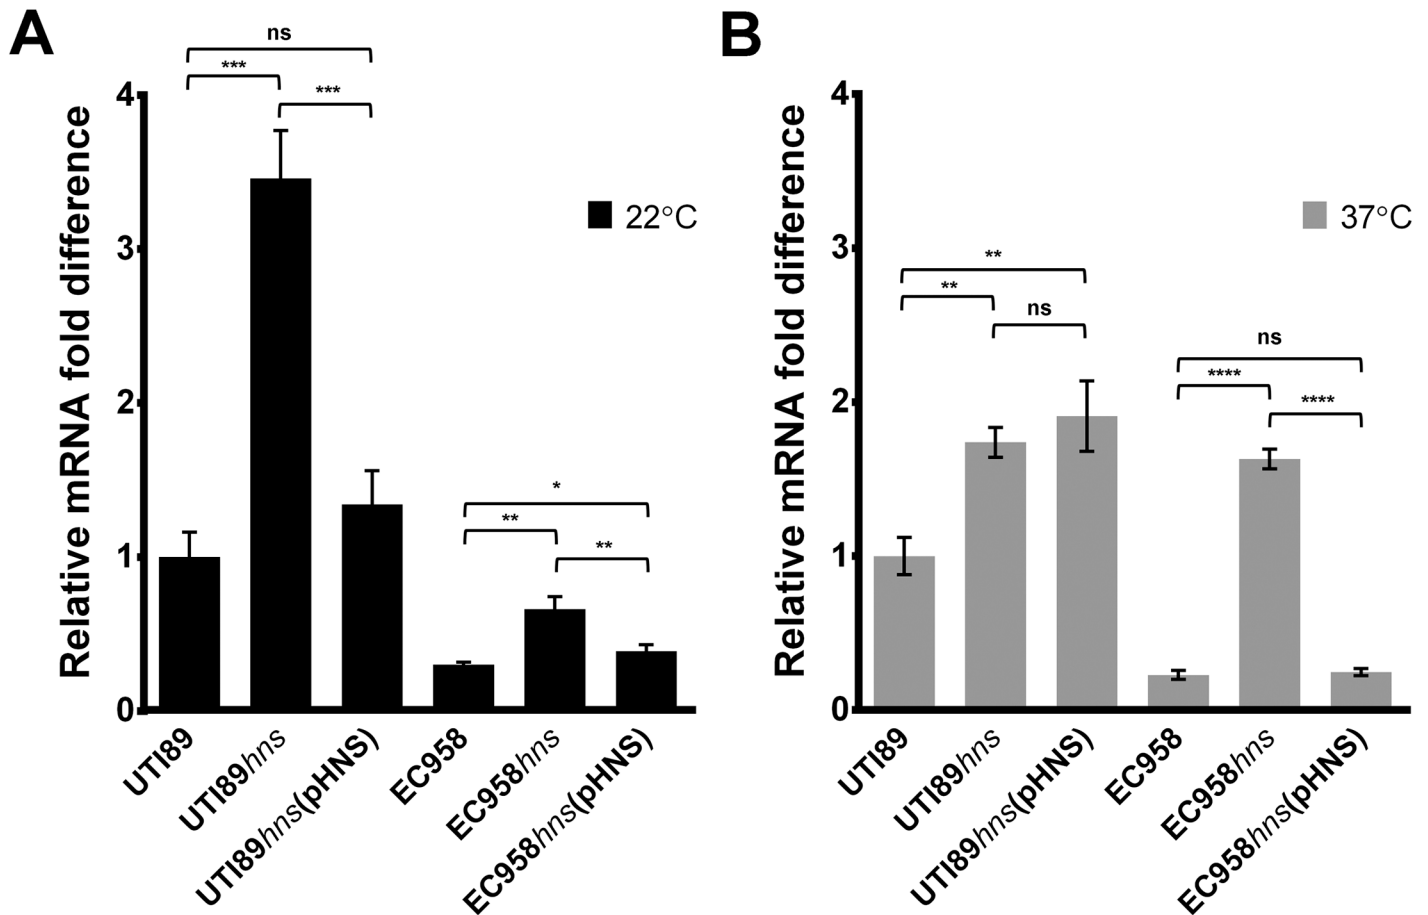 A
ns
***
***
4
3
2
1
0
Relative mRNA fold difference
22°C
*
**
**
UTI89
UTI89hns
UTI89hns(pHNS)
EC958
EC958hns
EC958hns(pHNS)
B
4
3
2
1
0
Relative mRNA fold difference
37°C
**
**
ns
ns
****
****
UTI89
UTI89hns
UTI89hns(pHNS)
EC958
EC958hns
EC958hns(pHNS)